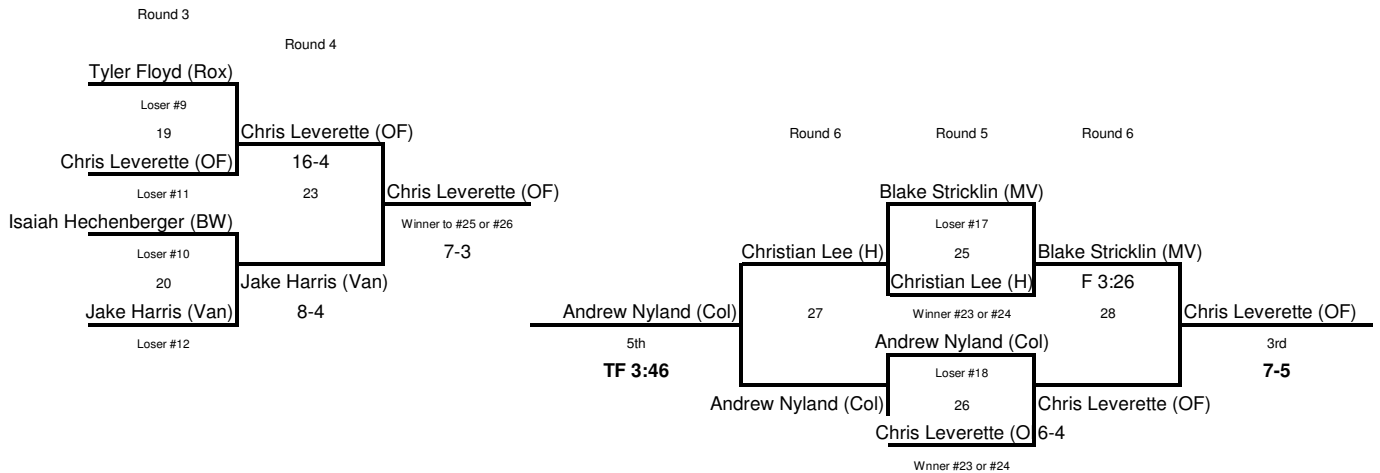 Round 3
Round 4
Tyler Floyd (Rox)
Loser #9
19
Chris Leverette (OF)
Chris Leverette (OF)
16-4
Loser #11
23
Isaiah Hechenberger (BW)
Loser #10
20
Jake Harris (Van)
Jake Harris (Van)
8-4
Loser #12
Chris Leverette (OF)
Winner to #25 or #26
7-3
Round 6
Round 5
Round 6
Blake Stricklin (MV)
Loser #17
Christian Lee (H)
25
Blake Stricklin (MV)
Christian Lee (H)
F 3:26
Andrew Nyland (Col)
27
Winner #23 or #24
28
Chris Leverette (OF)
5th
Andrew Nyland (Col)
3rd
TF 3:46
Loser #18
7-5
Andrew Nyland (Col)
26
Chris Leverette (OF)
Chris Leverette (O
6-4
Wnner #23 or #24